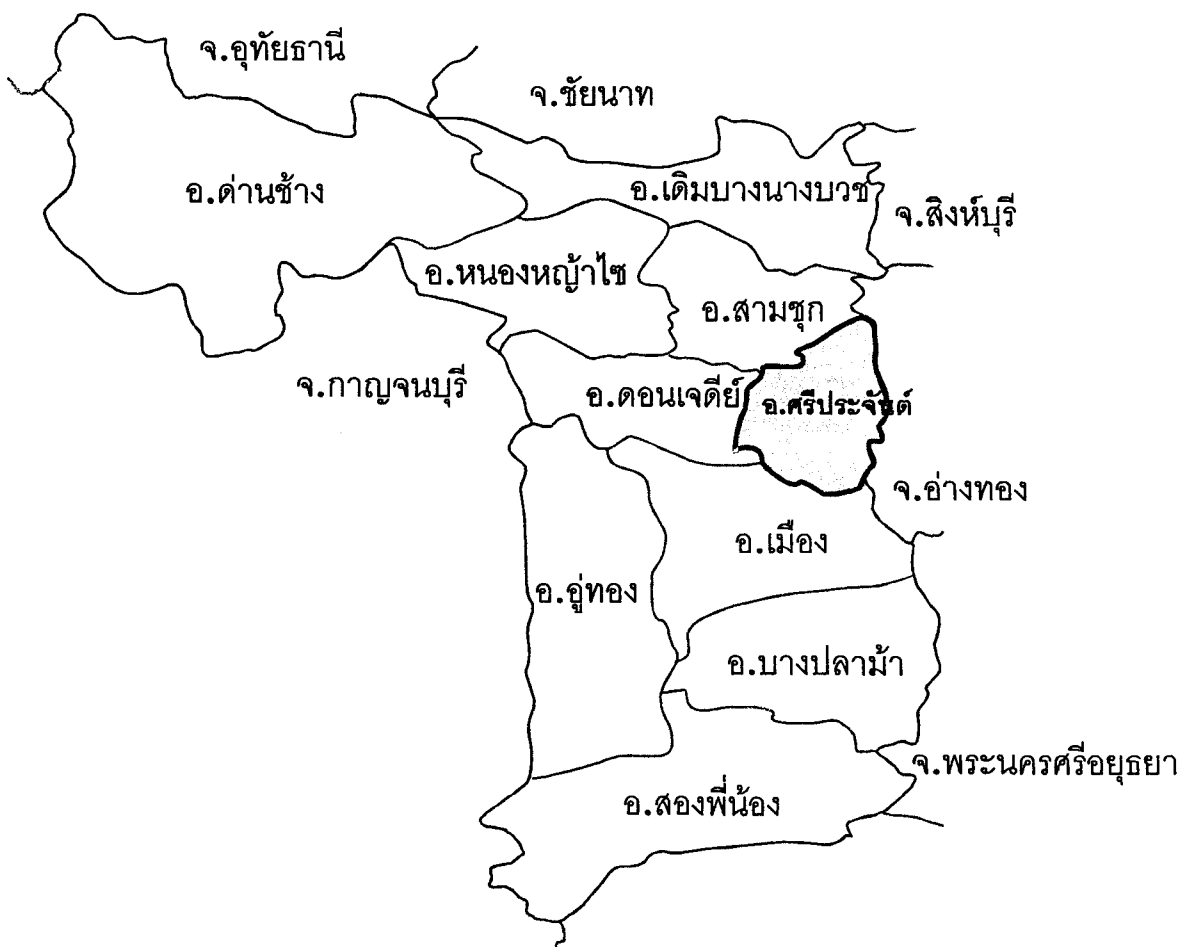 จ.อุทัยธานี
จ.ชัยนาท
อ.ด่านช้าง
อ.เดิมบางนางบวช
จ.สิงห์บุรี
อ.หนองหญ้าไซ
อ.สามชุก
จ.กาญจนบุรี
อ.ดอนเจดีย์
อ.ศรีประจันต์
จ.อ่างทอง
อ.เมือง
อ.อู่ทอง
อ.บางปลาม้า
จ.พระนครศรีอยุธยา
อ.สองพี่น้อง